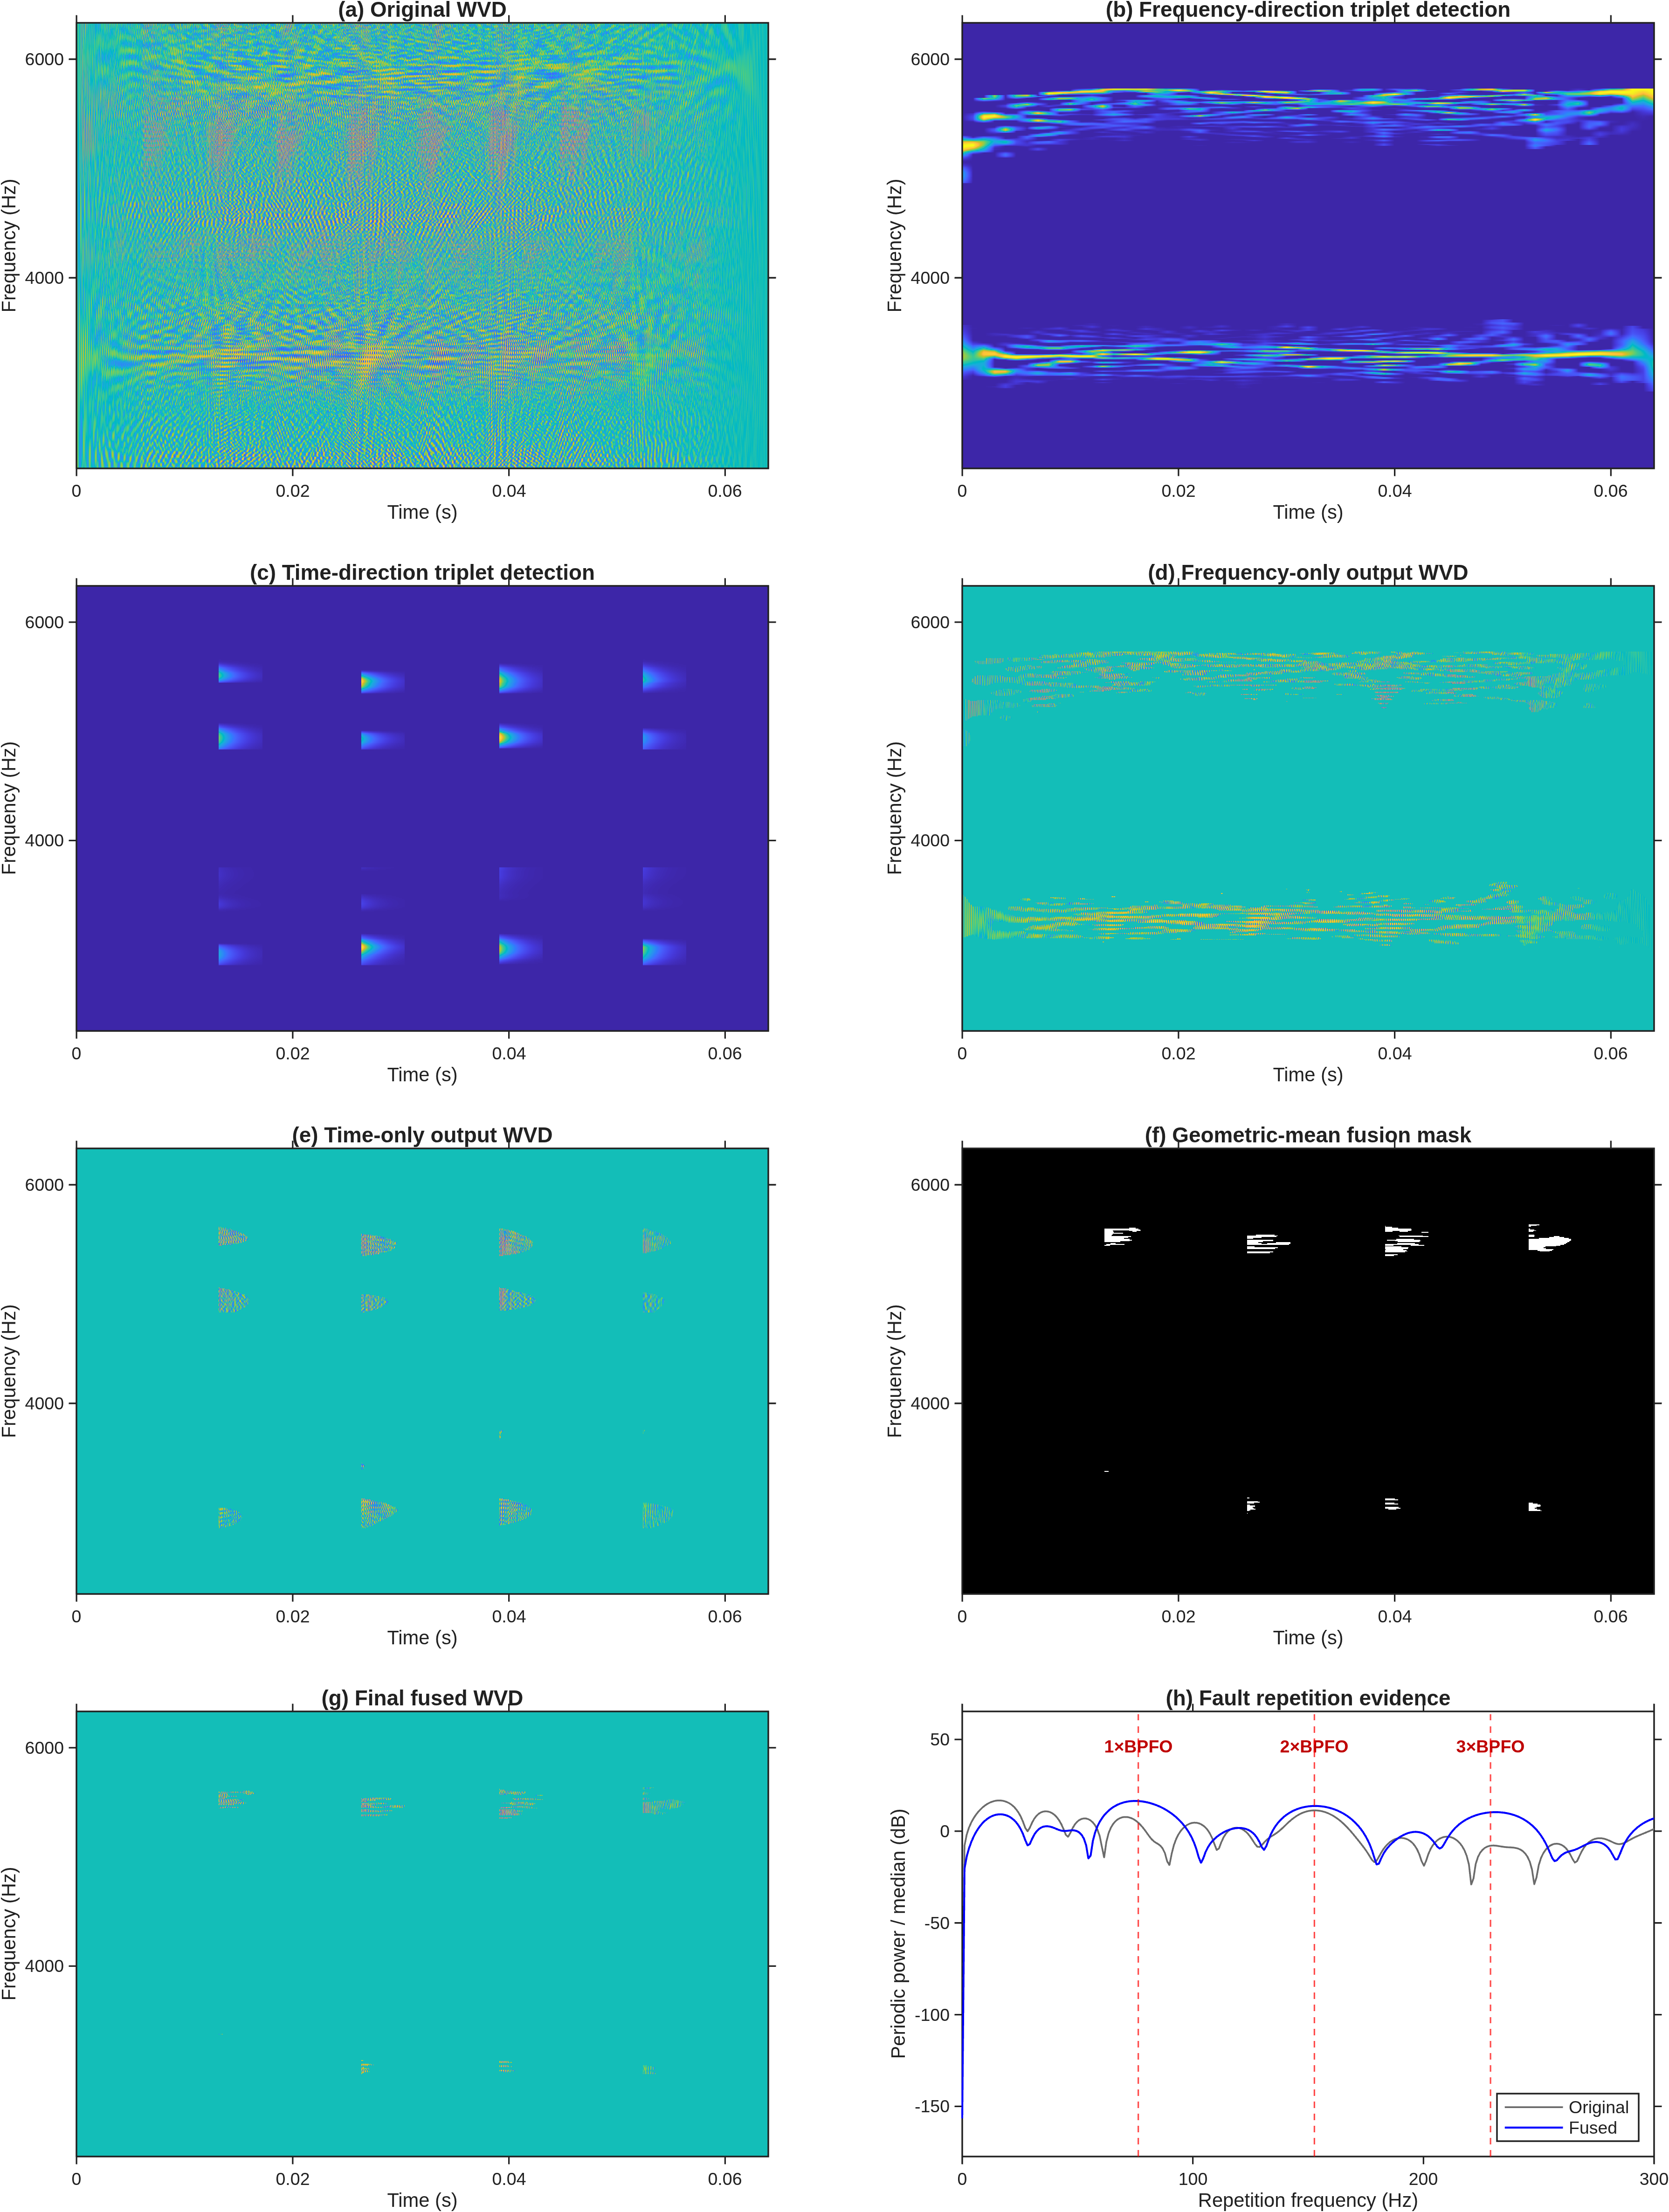 (a) Original WVD
6000
4000
Frequency (Hz)
0 0.02 0.04 0.06
Time (s)
(b) Frequency-direction triplet detection
6000
4000
Frequency (Hz)
0 0.02 0.04 0.06
Time (s)
(c) Time-direction triplet detection
6000
4000
Frequency (Hz)
0 0.02 0.04 0.06
Time (s)
(d) Frequency-only output WVD
6000
4000
Frequency (Hz)
0 0.02 0.04 0.06
Time (s)
(e) Time-only output WVD
6000
4000
Frequency (Hz)
0 0.02 0.04 0.06
Time (s)
(f) Geometric-mean fusion mask
6000
4000
Frequency (Hz)
0 0.02 0.04 0.06
Time (s)
(g) Final fused WVD
6000
4000
Frequency (Hz)
0 0.02 0.04 0.06
Time (s)
(h) Fault repetition evidence
1×BPFO 2×BPFO 3×BPFO
50
0
-50
-100
-150
Periodic power / median (dB)
Original
Fused
0 100 200 300
Repetition frequency (Hz)